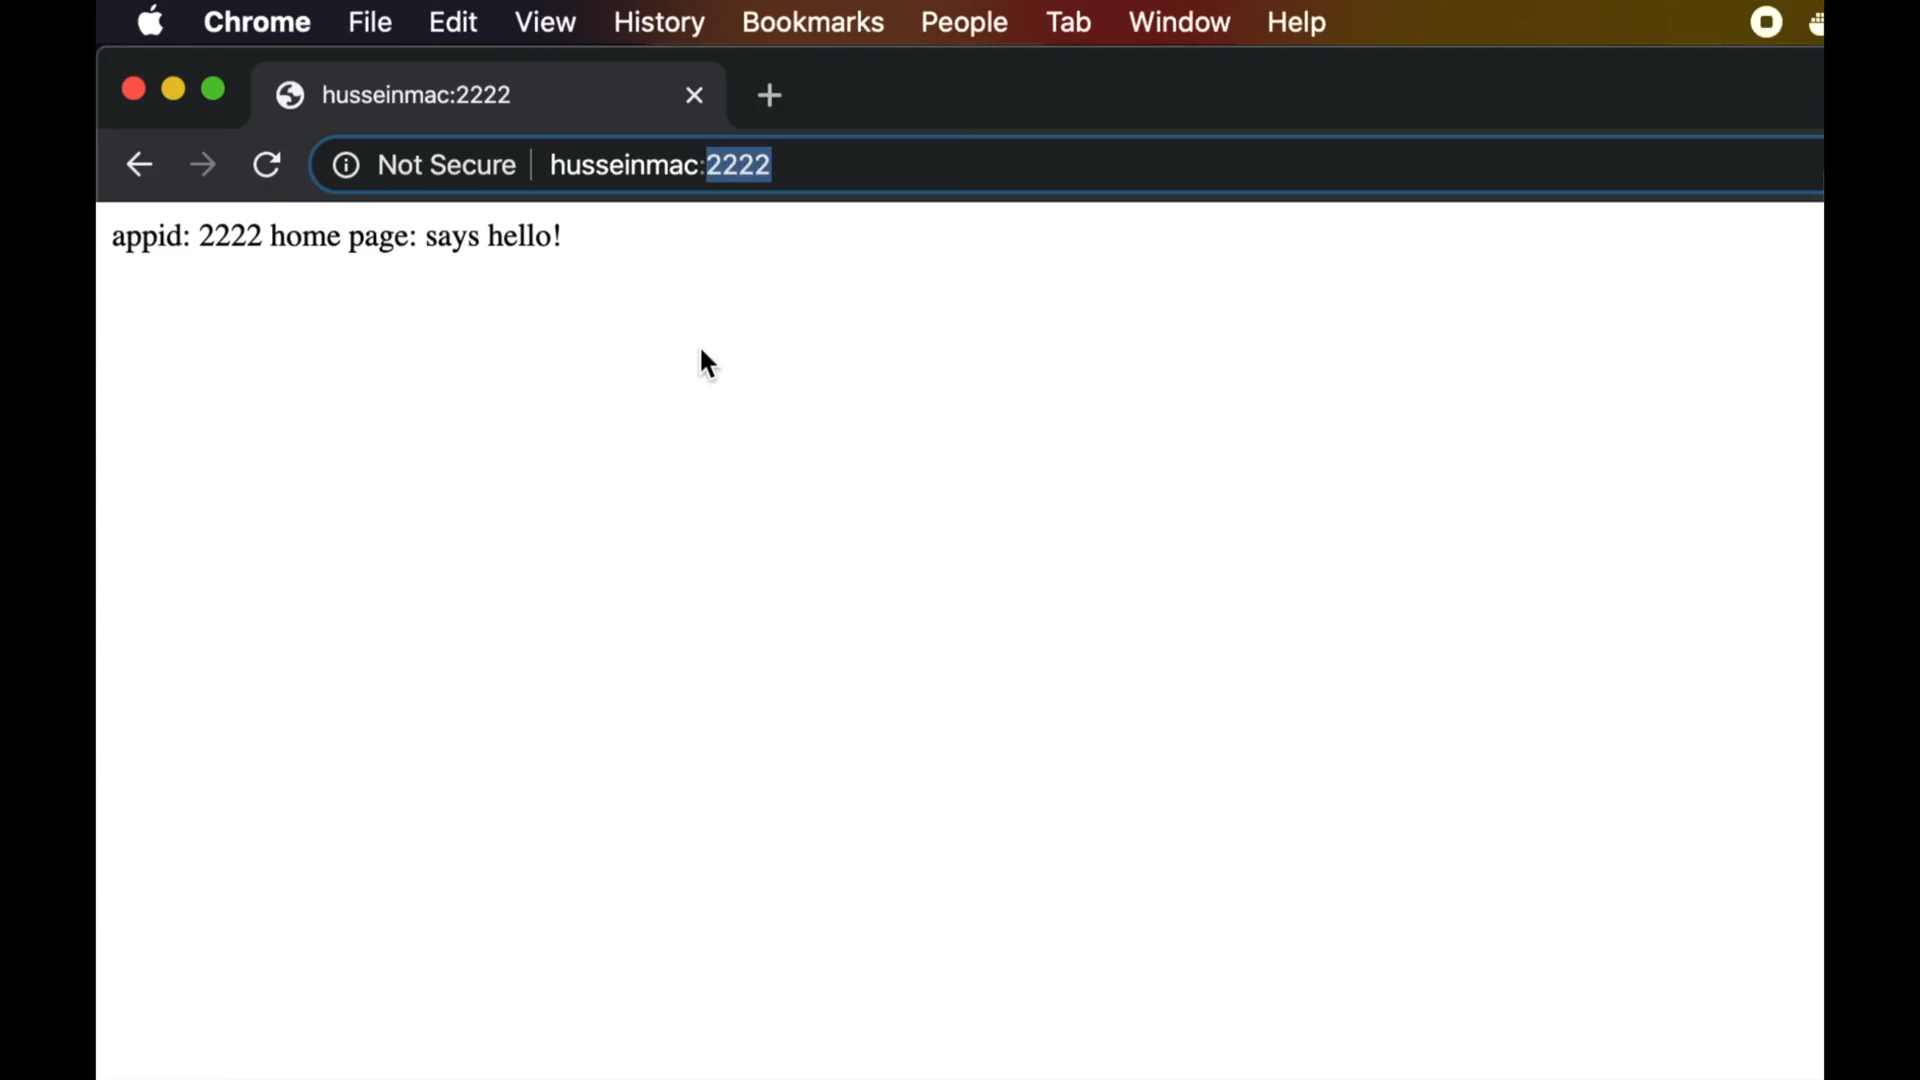 Chrome File Edit View History Bookmarks People Tab Window Help
husseinmac:2222
Not Secure husseinmac:2222
appid: 2222 home page: says hello!